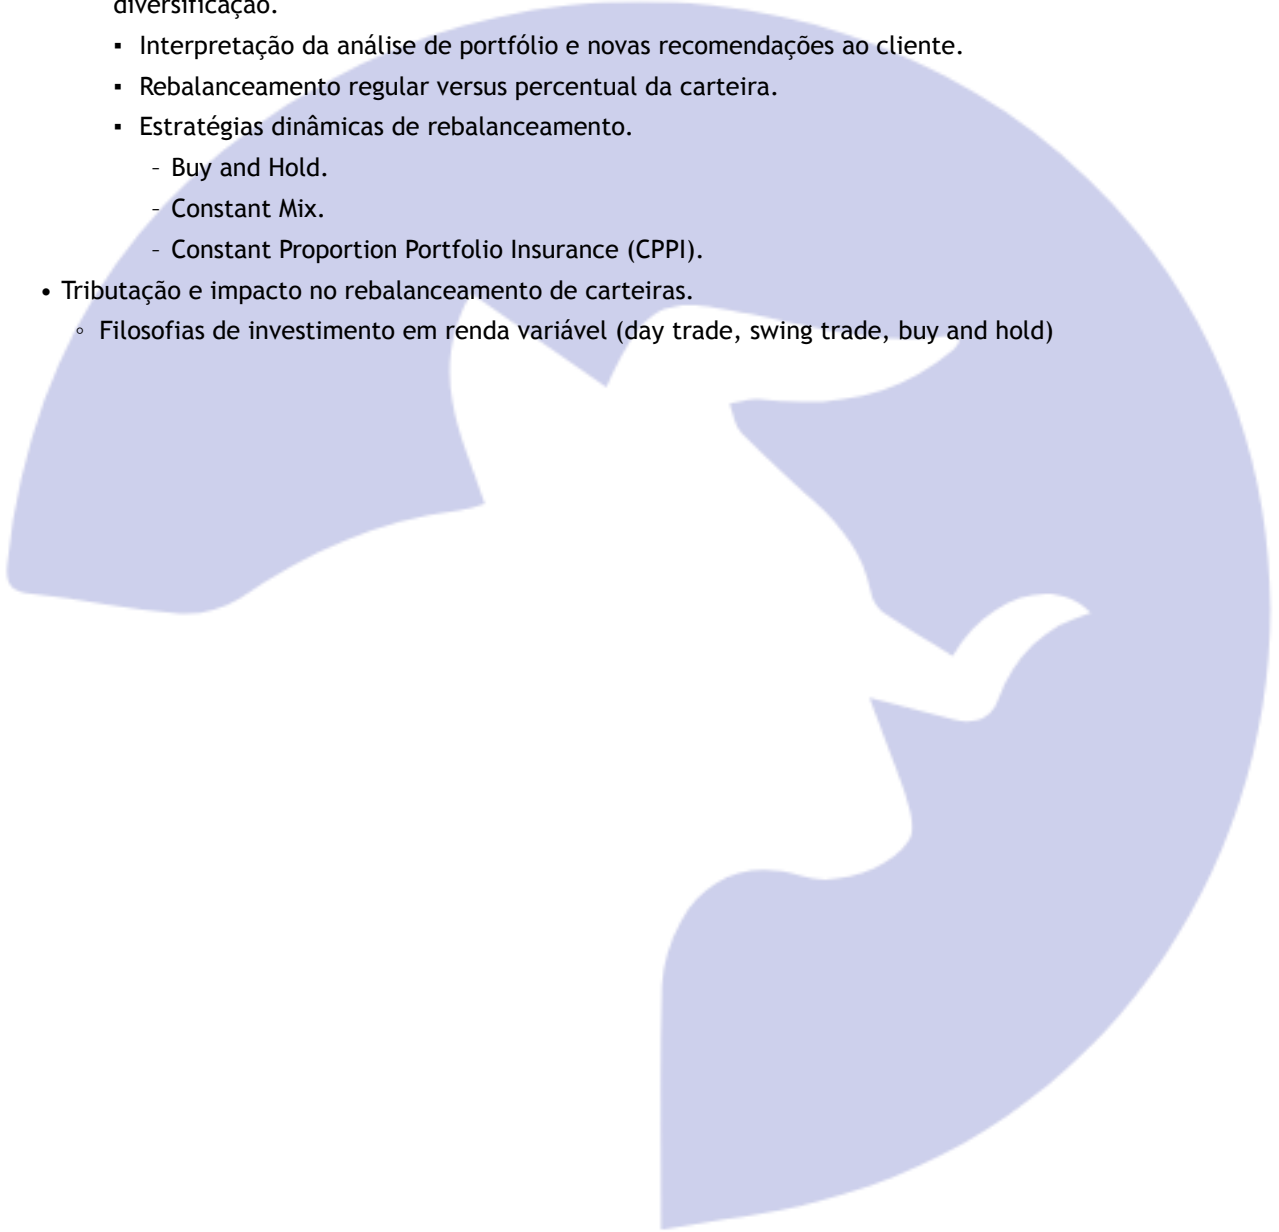 diversificação.
▪ Interpretação da análise de portfólio e novas recomendações ao cliente.
▪ Rebalanceamento regular versus percentual da carteira.
▪ Estratégias dinâmicas de rebalanceamento.
– Buy and Hold.
– Constant Mix.
– Constant Proportion Portfolio Insurance (CPPI).
• Tributação e impacto no rebalanceamento de carteiras.
◦ Filosofias de investimento em renda variável (day trade, swing trade, buy and hold)